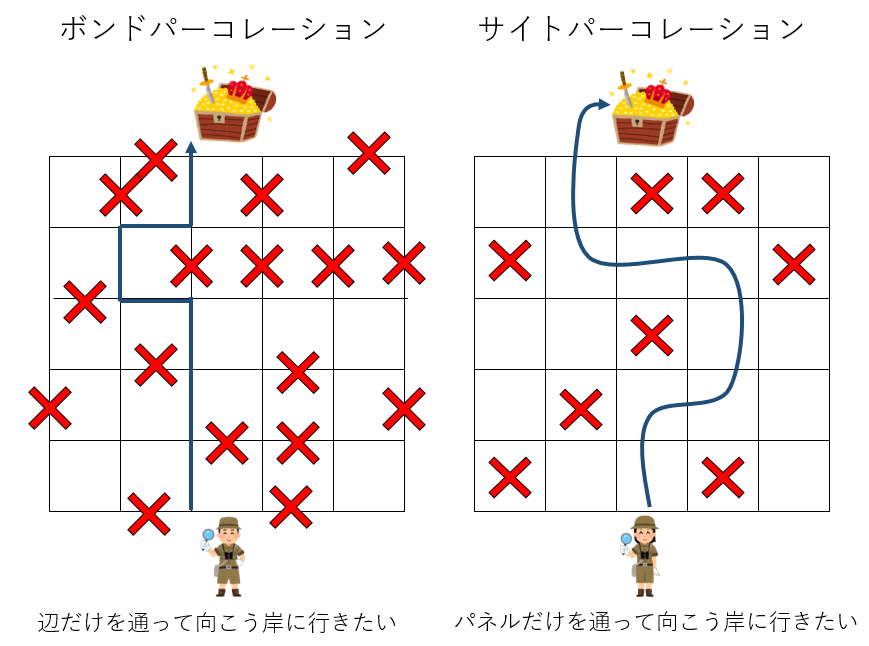 ボンドパーコレーション
サイトパーコレーション
辺だけを通って向こう岸に行きたい
パネルだけを通って向こう岸に行きたい